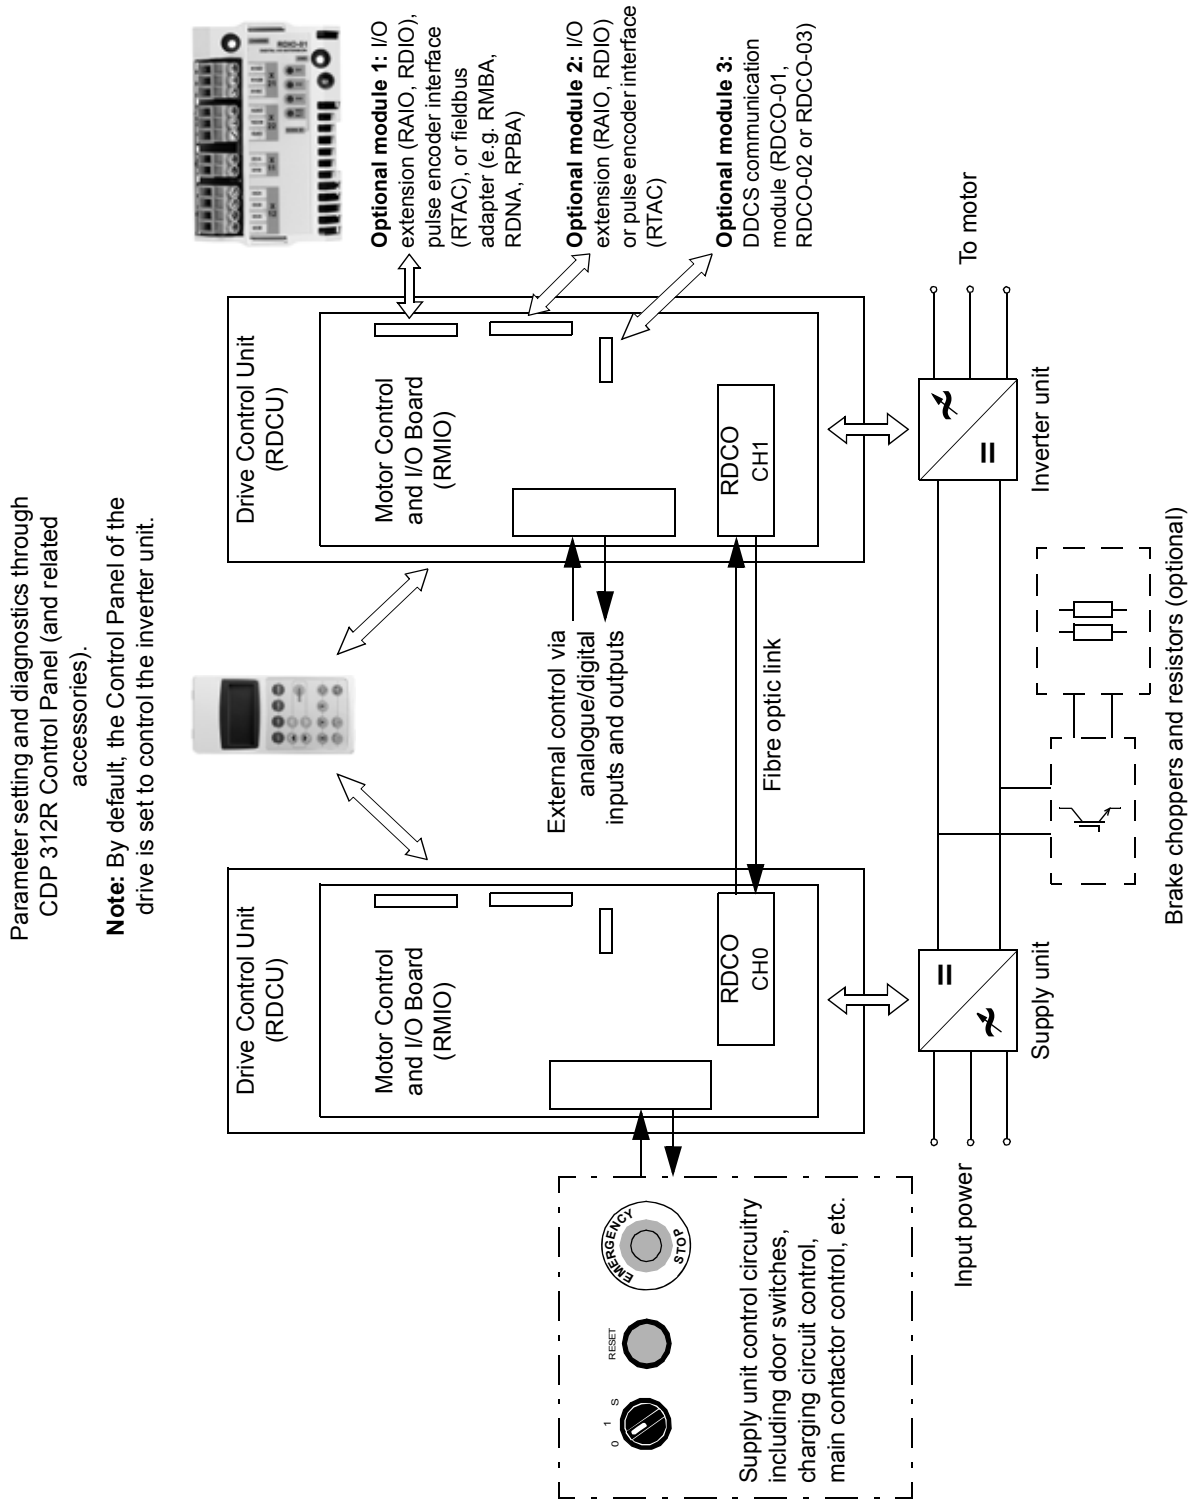 Parameter setting and diagnostics through
CDP 312R Control Panel (and related
accessories).
Note: By default, the Control Panel of the
drive is set to control the inverter unit.
RDIO-01
Optional module 1: I/O
extension (RAIO, RDIO),
pulse encoder interface
(RTAC), or fieldbus
adapter (e.g. RMBA,
RDNA, RPBA)
Optional module 2: I/O
extension (RAIO, RDIO)
or pulse encoder interface
(RTAC)
Optional module 3:
DDCS communication
module (RDCO-01,
RDCO-02 or RDCO-03)
Drive Control Unit
(RDCU)
Motor Control
and I/O Board
(RMIO)
RDCO
CH0
Drive Control Unit
(RDCU)
Motor Control
and I/O Board
(RMIO)
RDCO
CH1
External control via
analogue/digital
inputs and outputs
Fibre optic link
0 1 S
RESET
EMERGENCY
STOP
Supply unit control circuitry
including door switches,
charging circuit control,
main contactor control, etc.
Input power
Supply unit
Inverter unit
To motor
Brake choppers and resistors (optional)